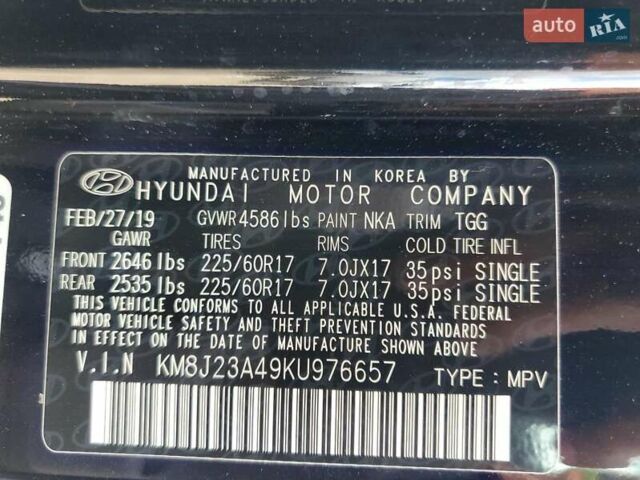 auto RIA.com
MANUFACTURED IN KOREA BY
HYUNDAI MOTOR COMPANY
FEB/27/19 GVWR 4586 lbs PAINT NKA TRIM TGG
GAWR TIRES RIMS COLD TIRE INFL
FRONT 2646 lbs 225/60R17 7.0JX17 35psi SINGLE
REAR 2535 lbs 225/60R17 7.0JX17 35psi SINGLE
THIS VEHICLE CONFORMS TO ALL APPLICABLE U.S.A. FEDERAL
MOTOR VEHICLE SAFETY AND THEFT PREVENTION STANDARDS
IN EFFECT ON THE DATE OF MANUFACTURE SHOWN ABOVE.
V.I.N KM8J23A49KU976657 TYPE : MPV